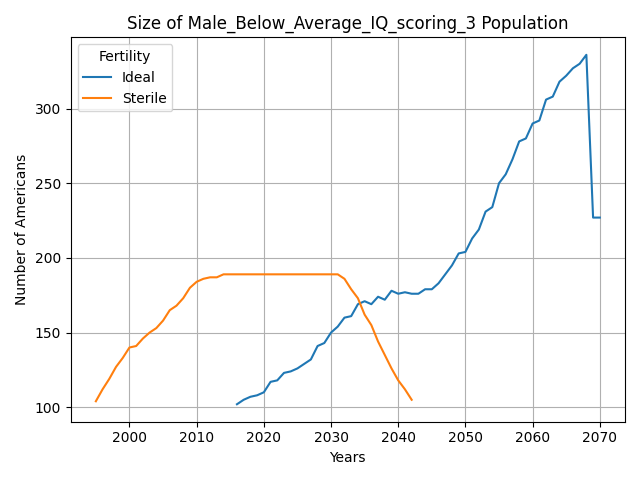 Size of Male_Below_Average_IQ_scoring_3 Population
Fertility
Ideal
Sterile
Number of Americans
300
250
200
150
100
2000 2010 2020 2030 2040 2050 2060 2070
Years